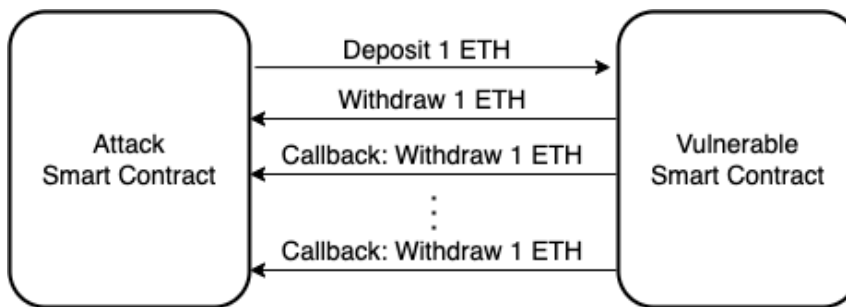 Deposit 1 ETH
Withdraw 1 ETH
Attack
Smart Contract
Callback: Withdraw 1 ETH
Vulnerable
Smart Contract
Callback: Withdraw 1 ETH